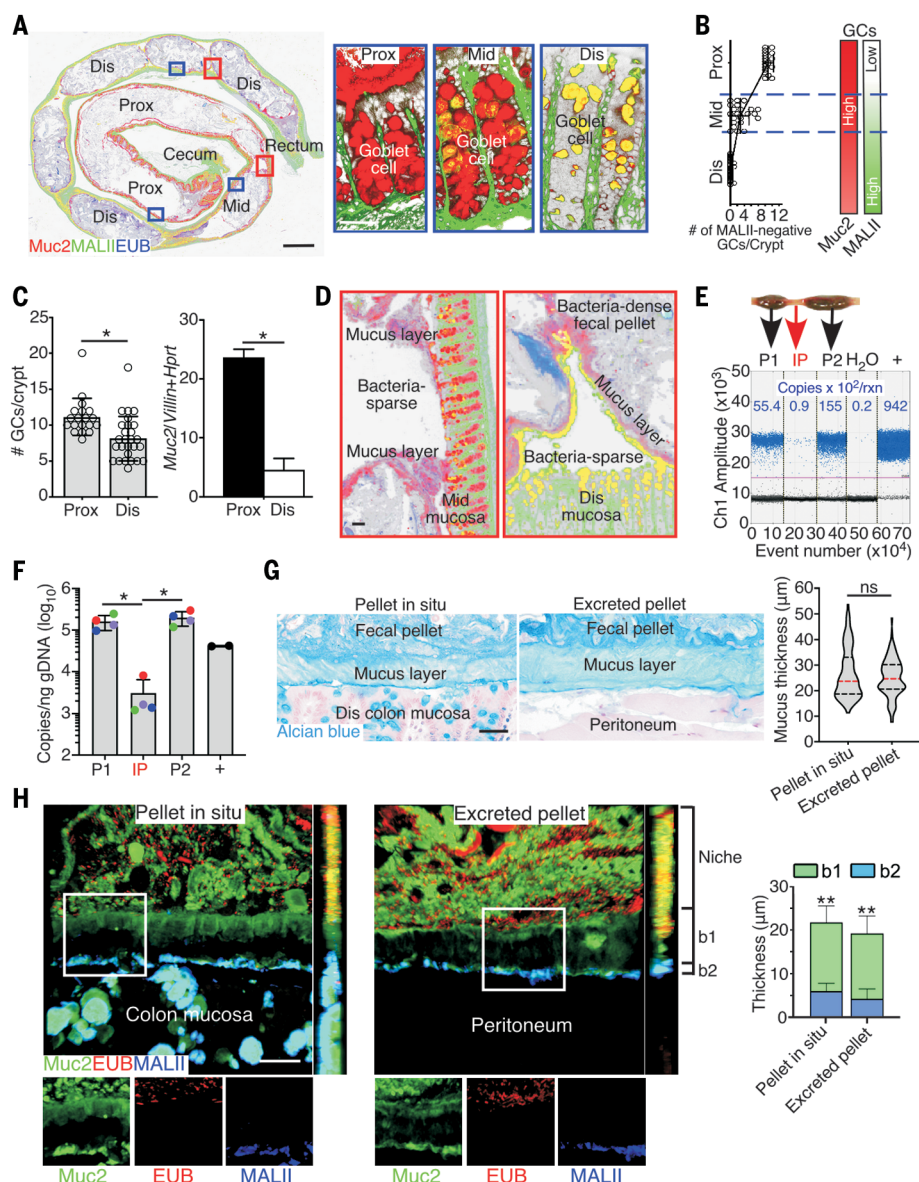 A
Dis
Dis
Prox
Cecum
Rectum
Prox
Dis
Mid
Dis
Muc2MALIIEUB
Prox
Mid
Dis
Goblet cell
Goblet cell
Goblet cell
B
GCs
Prox
Mid
Dis
0 4 8 12
# of MALII-negative
GCs/Crypt
High
Low
High
Muc2
MALII
C
# GCs/crypt
25
20
15
10
5
0
*
Prox Dis
Muc2/Villin+Hprt
30
20
10
0
*
Prox Dis
D
Mucus layer
Bacteria-
sparse
Mucus layer
Mid
mucosa
Bacteria-dense
fecal pellet
Mucus layer
Bacteria-sparse
Dis
mucosa
E
P1 IP P2 H2O +
Copies x 10²/rxn
55.4 0.9 155 0.2 942
Ch1 Amplitude (x10³)
50
40
30
20
10
0
0 10 20 30 40 50 60 70
Event number (x10⁴)
F
Copies/ng gDNA (log10)
6
5
4
3
2
* *
P1 IP P2 +
G
Pellet in situ
Fecal pellet
Mucus layer
Dis colon mucosa
Alcian blue
Excreted pellet
Fecal pellet
Mucus layer
Peritoneum
Mucus thickness (µm)
60
50
40
30
20
10
0
ns
Pellet in situ
Excreted pellet
H
Pellet in situ
Colon mucosa
Muc2EUBMALII
Excreted pellet
Peritoneum
Niche
b1
b2
Muc2 EUB MALII
Muc2 EUB MALII
b1 b2
Thickness (µm)
30
20
10
0
** **
Pellet in situ
Excreted pellet